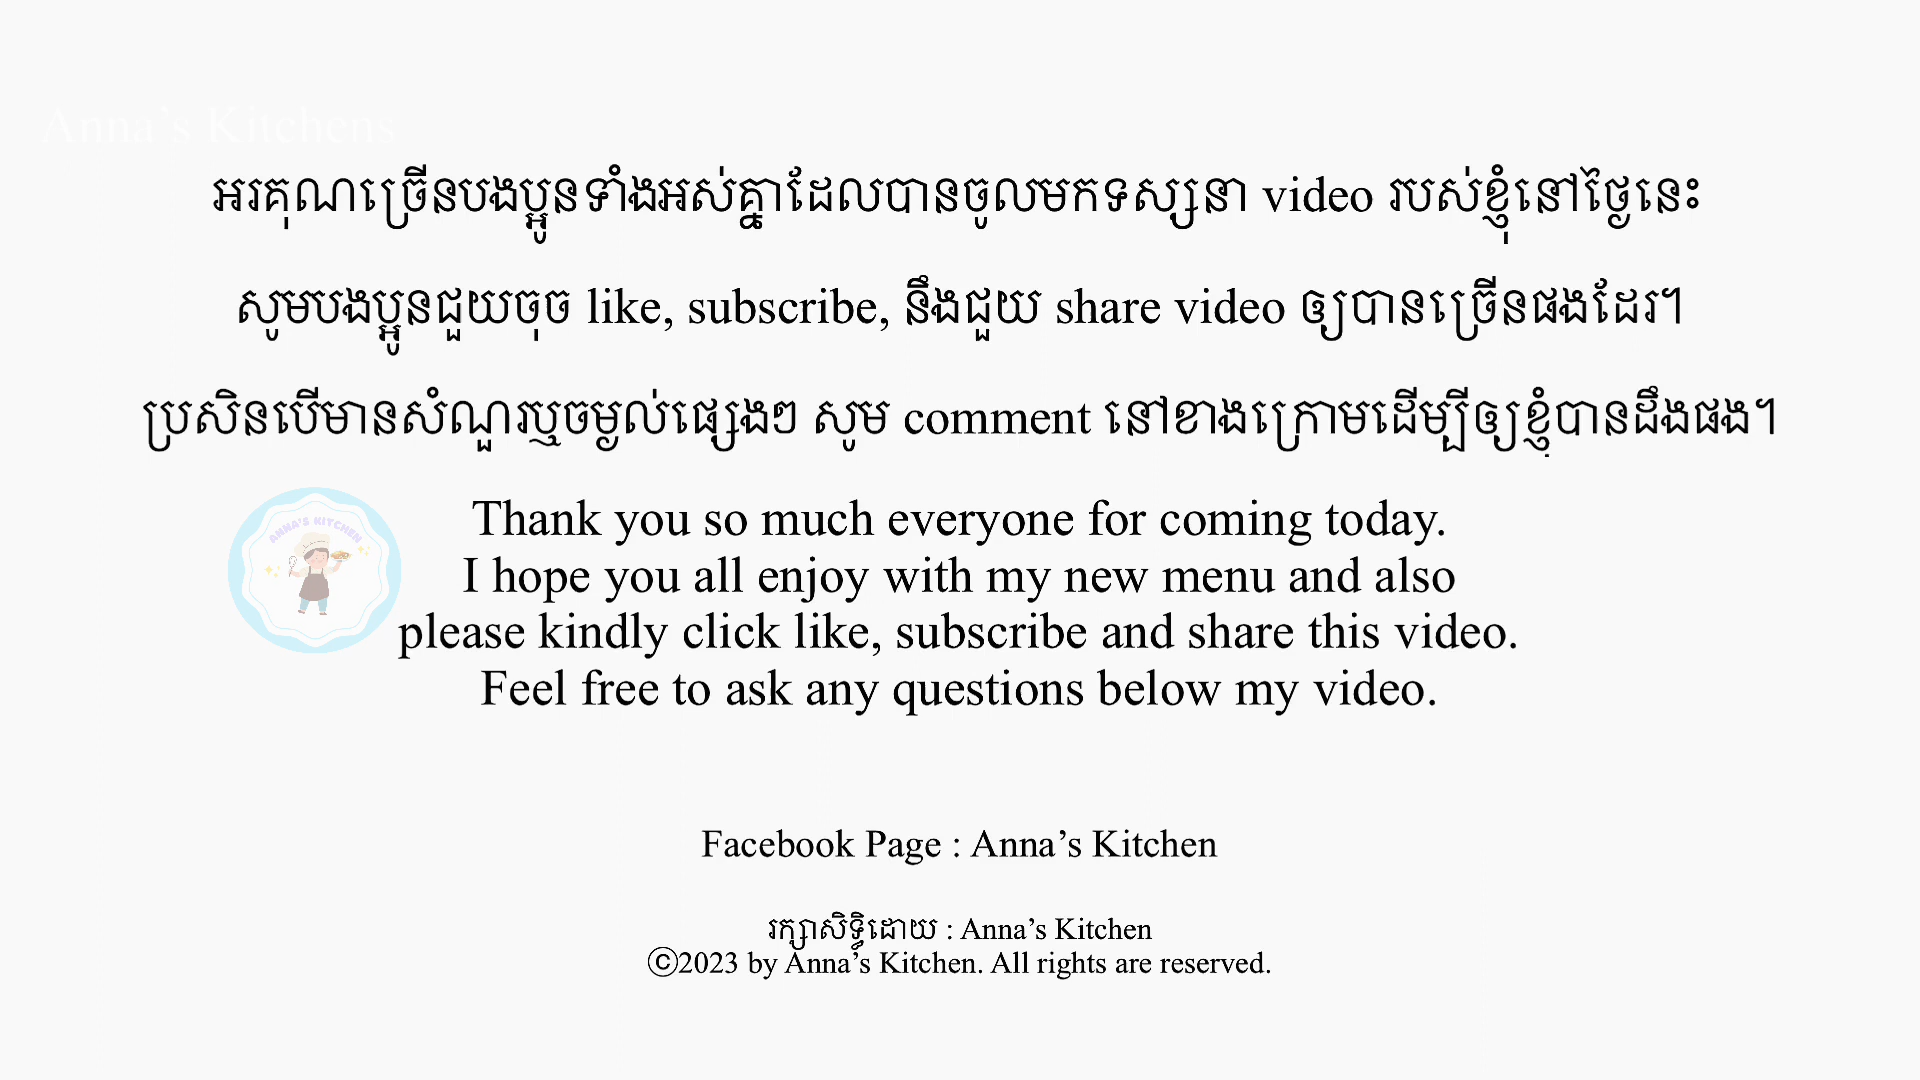 Anna’s Kitchens
អរគុណច្រើនបងប្អូនទាំងអស់គ្នាដែលបានចូលមកទស្សនា video របស់ខ្ញុំនៅថ្ងៃនេះ
សូមបងប្អូនជួយចុច like, subscribe, នឹងជួយ share video ឲ្យបានច្រើនផងដែរ។
ប្រសិនបើមានសំណួរឬចម្ងល់ផ្សេងៗ សូម comment នៅខាងក្រោមដើម្បីឲ្យខ្ញុំបានដឹងផង។
ANNA'S KITCHEN
Thank you so much everyone for coming today.
I hope you all enjoy with my new menu and also
please kindly click like, subscribe and share this video.
Feel free to ask any questions below my video.
Facebook Page : Anna’s Kitchen
រក្សាសិទ្ធិដោយ : Anna’s Kitchen
©2023 by Anna’s Kitchen. All rights are reserved.